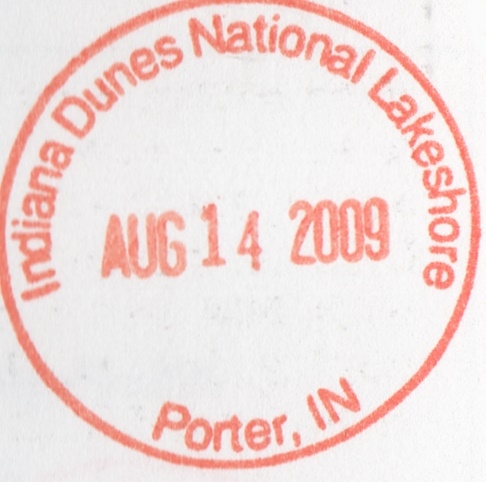 Indiana Dunes National Lakeshore
AUG 14 2009
Porter, IN